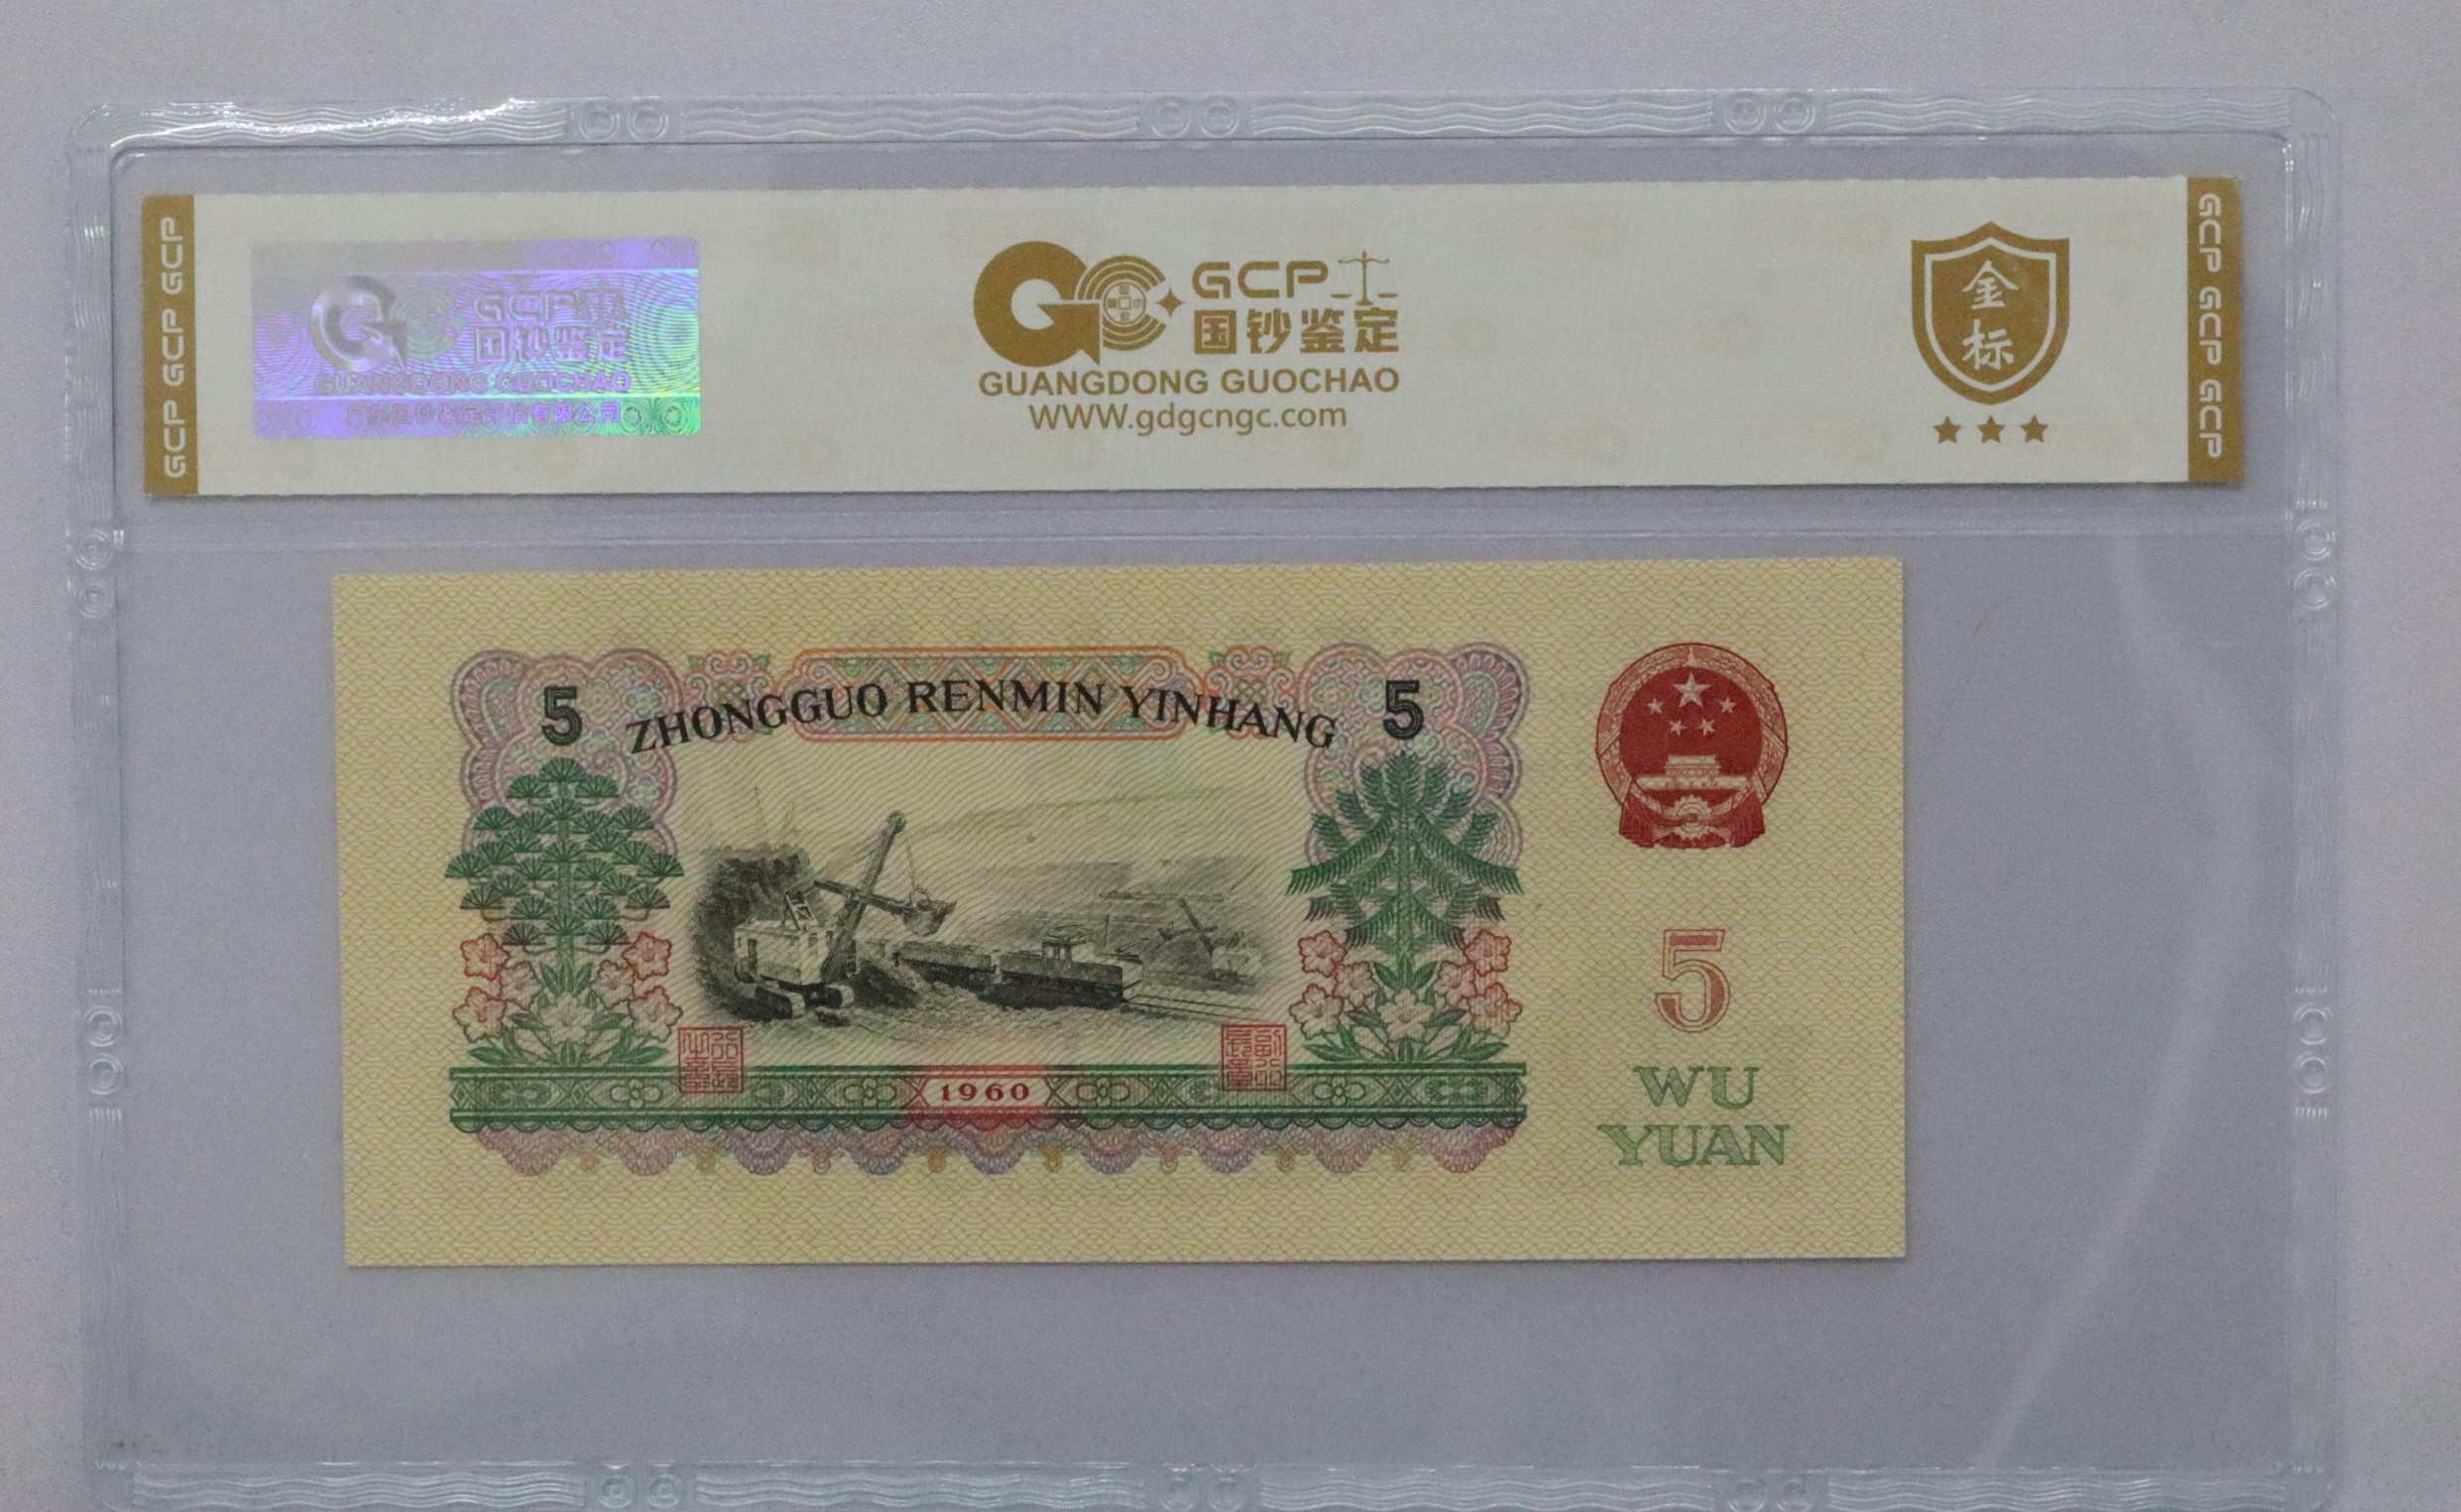 GCP GCP GCP
GCP
国钞鉴定
GUANGDONG GUOCHAO
GCP
国钞鉴定
GUANGDONG GUOCHAO
WWW.gdgcngc.com
金
标
GCP GCP GCP
5
ZHONGGUO RENMIN YINHANG
5
1960
5
WU
YUAN